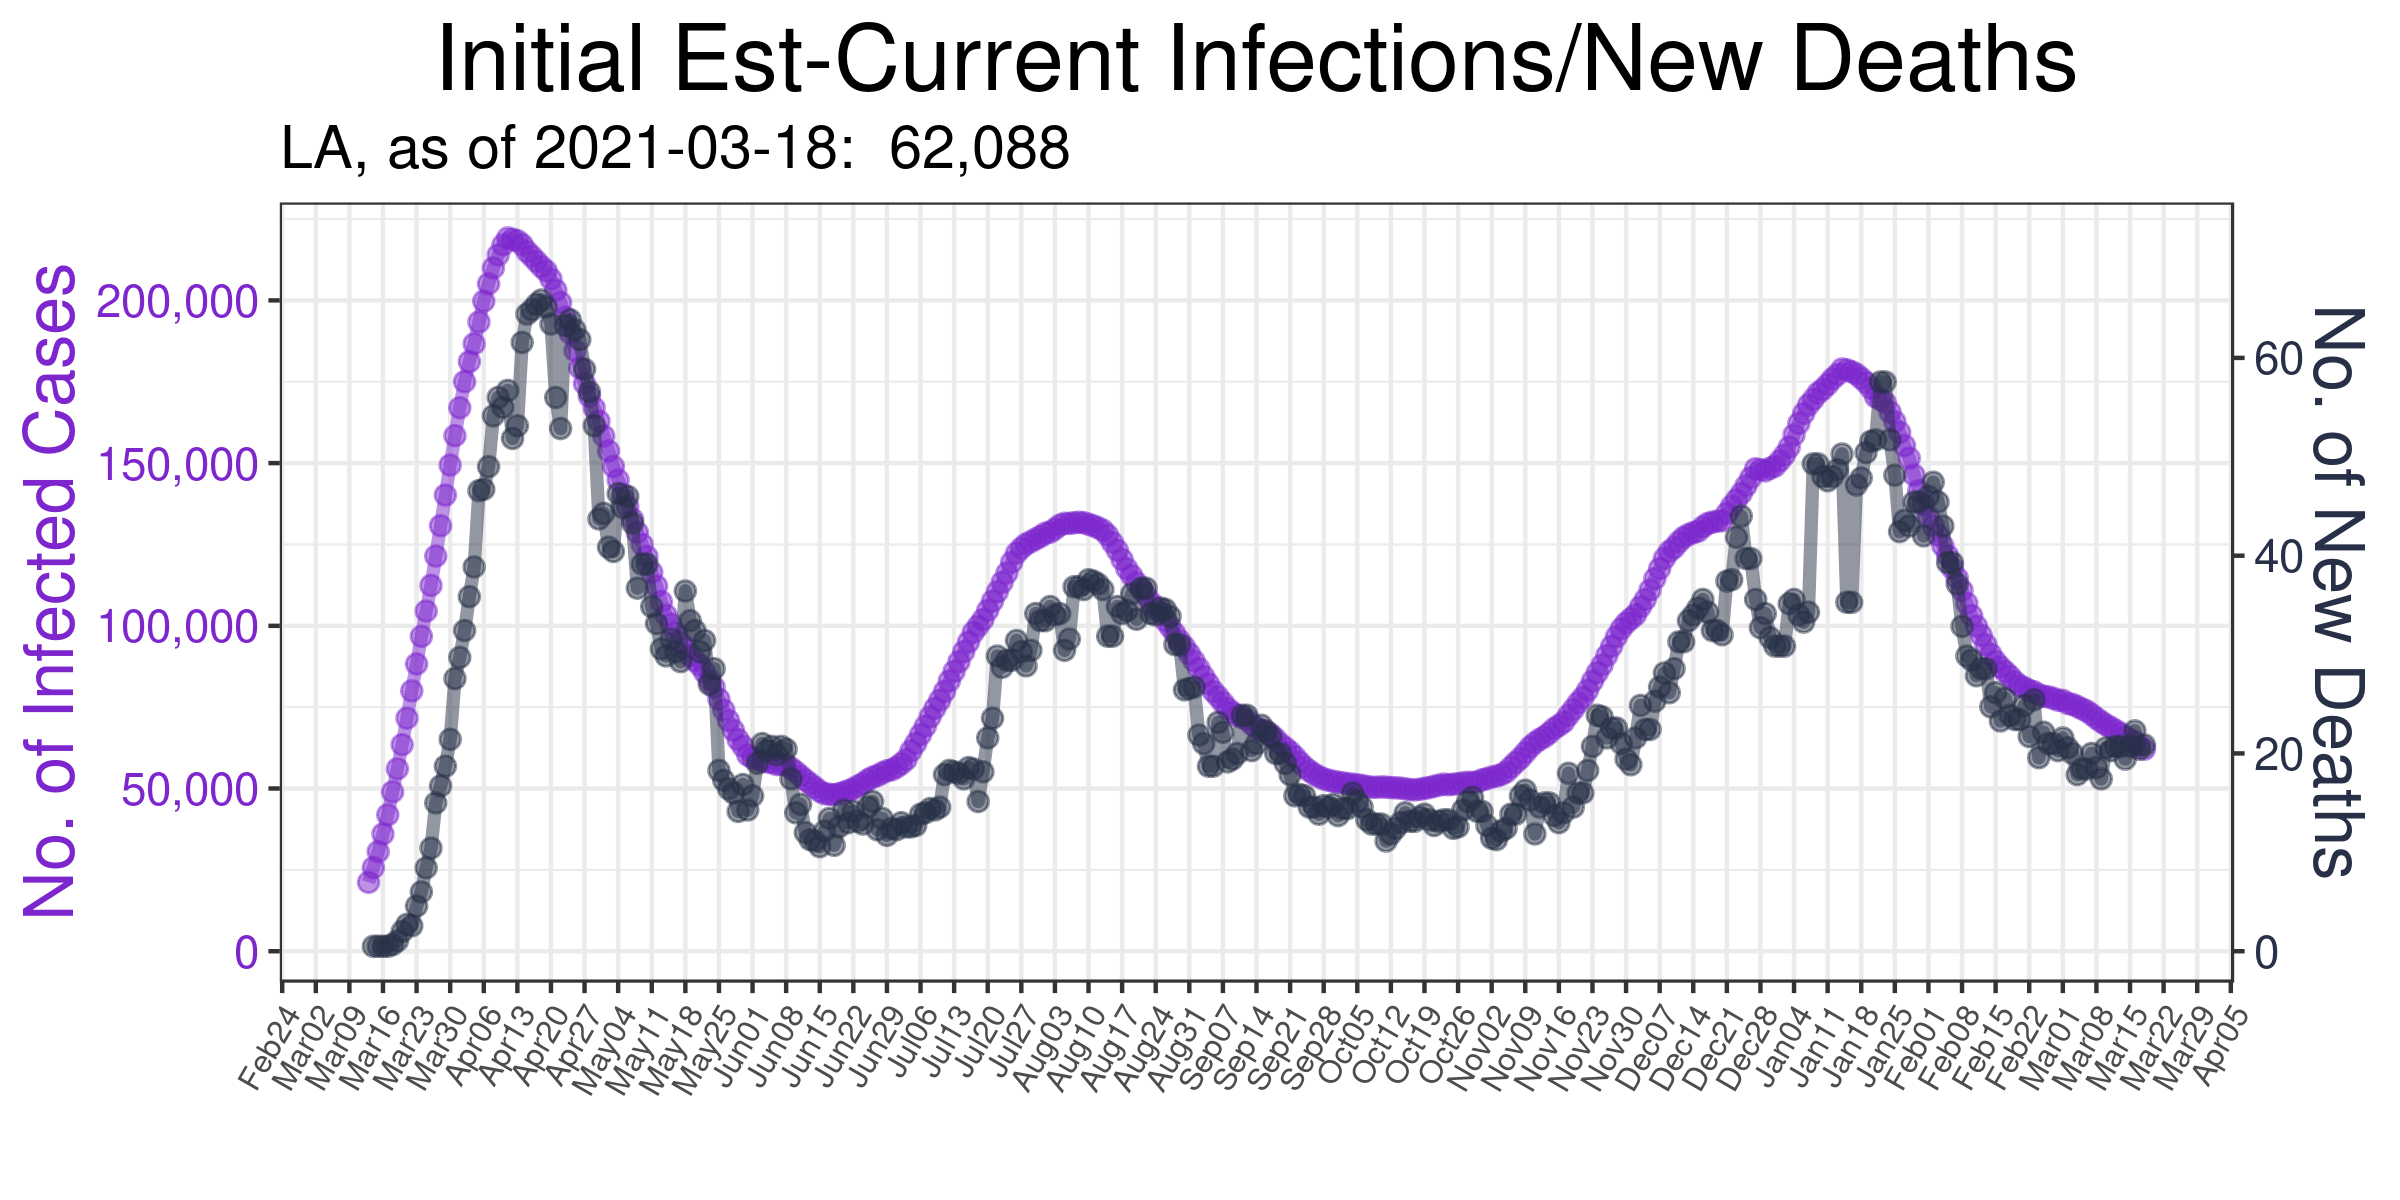 Initial Est-Current Infections/New Deaths
LA, as of 2021-03-18: 62,088
No. of Infected Cases
200,000
150,000
100,000
50,000
0
No. of New Deaths
60
40
20
0
Feb24
Mar02
Mar09
Mar16
Mar23
Mar30
Apr06
Apr13
Apr20
Apr27
May04
May11
May18
May25
Jun01
Jun08
Jun15
Jun22
Jun29
Jul06
Jul13
Jul20
Jul27
Aug03
Aug10
Aug17
Aug24
Aug31
Sep07
Sep14
Sep21
Sep28
Oct05
Oct12
Oct19
Oct26
Nov02
Nov09
Nov16
Nov23
Nov30
Dec07
Dec14
Dec21
Dec28
Jan04
Jan11
Jan18
Jan25
Feb01
Feb08
Feb15
Feb22
Mar01
Mar08
Mar15
Mar22
Mar29
Apr05